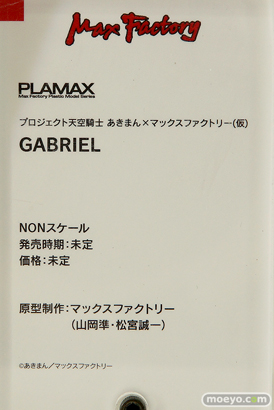 Max Factory
PLAMAX
Max Factory Plastic Model Series
プロジェクト天空騎士 あきまん×マックスファクトリー(仮)
GABRIEL
NONスケール
発売時期：未定
価格：未定
原型制作：マックスファクトリー
(山岡準・松宮誠一)
©あきまん／マックスファクトリー
moeyo.com